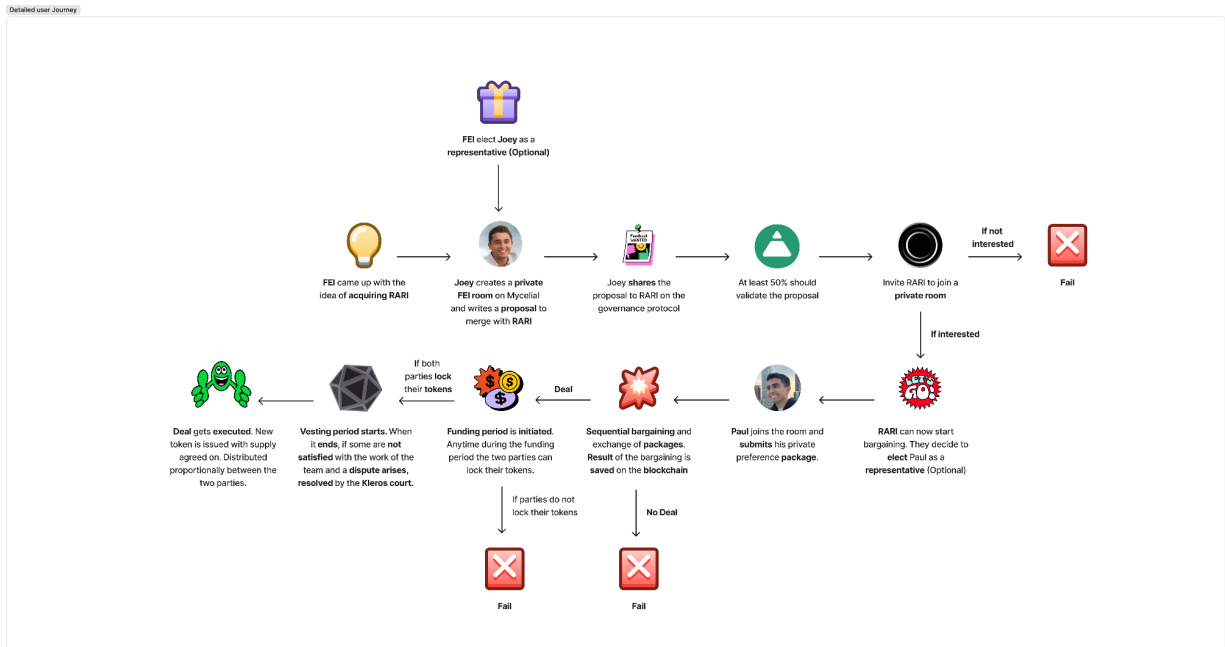 Detailed user Journey
FEI elect Joey as a
representative (Optional)
FEI came up with the
idea of acquiring RARI
Joey creates a private
FEI room on Mycelial
and writes a proposal to
merge with RARI
Feedback
WANTED
Joey shares the
proposal to RARI on the
governance protocol
At least 50% should
validate the proposal
Invite RARI to join a
private room
If not
interested
Fail
If interested
LET'S
GO!
RARI can now start
bargaining. They decide to
elect Paul as a
representative (Optional)
Paul joins the room and
submits his private
preference package.
Sequential bargaining and
exchange of packages.
Result of the bargaining is
saved on the blockchain
Deal
No Deal
Fail
Funding period is initiated.
Anytime during the funding
period the two parties can
lock their tokens.
If parties do not
lock their tokens
Fail
If both
parties lock
their tokens
Vesting period starts. When
it ends, if some are not
satisfied with the work of the
team and a dispute arises,
resolved by the Kleros court.
Deal gets executed. New
token is issued with supply
agreed on. Distributed
proportionally between the
two parties.